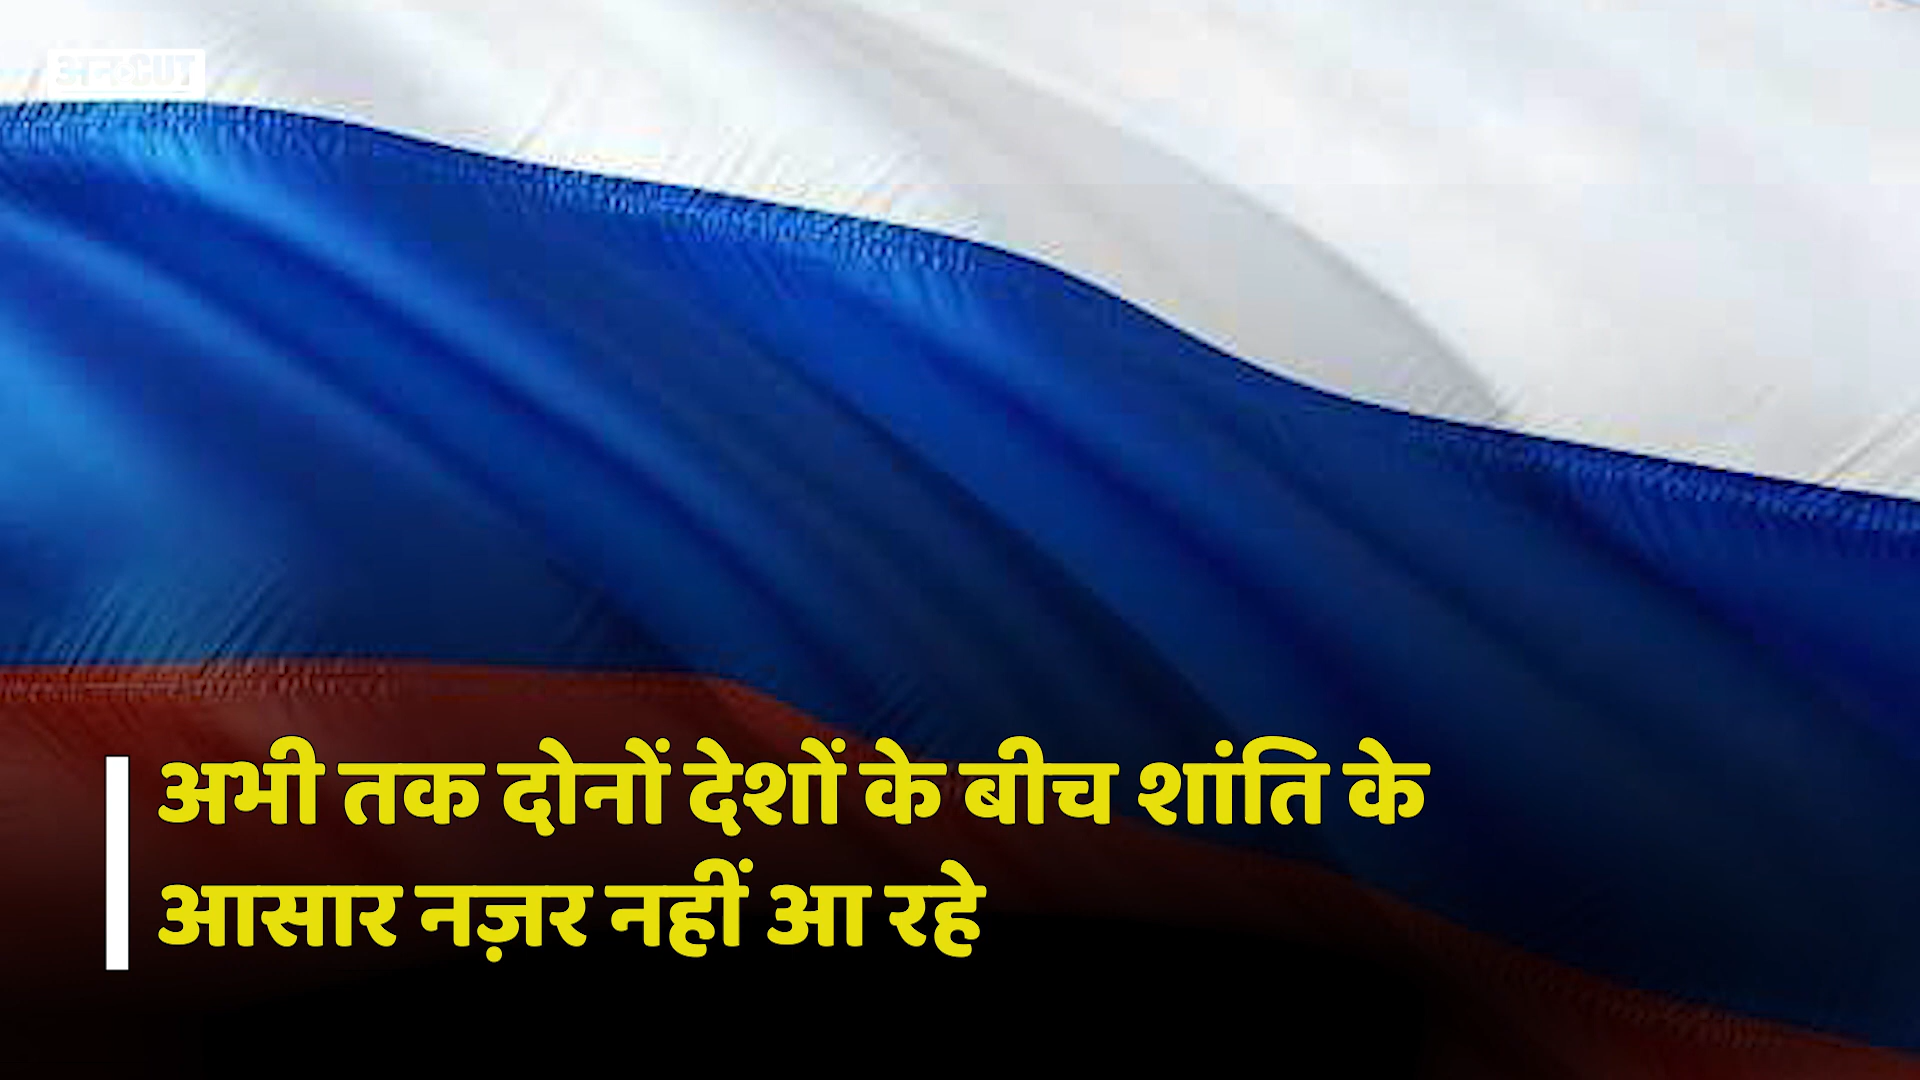 अभी तक दोनों देशों के बीच शांति के
आसार नज़र नहीं आ रहे